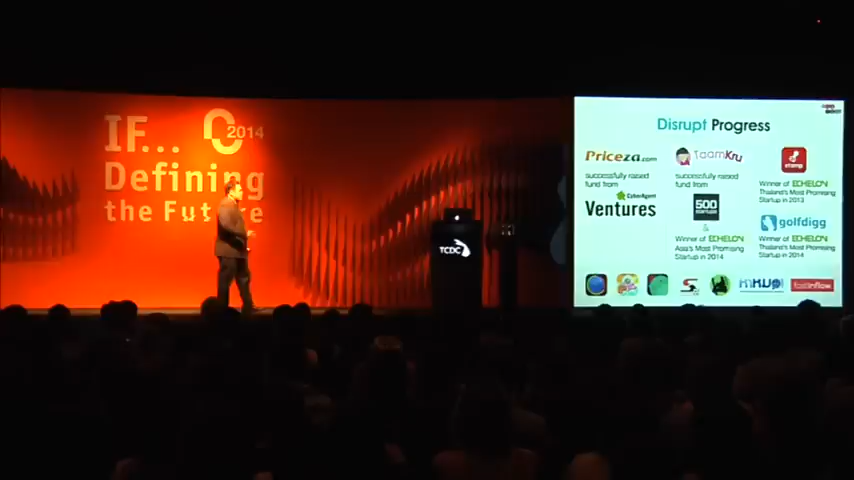 IF...
2014
Defining
the Future
TCDC
Disrupt Progress
Priceza.com
successfully raised
fund from
CyberAgent
Ventures
TaamKru
successfully raised
fund from
500
STARTUPS
&
Winner of ECHELON
Asia's Most Promising
Startup in 2014
stamp
Winner of ECHELON
Thailand's Most Promising
Startup in 2013
golfdigg
Winner of ECHELON
Thailand's Most Promising
Startup in 2014
fastinflow